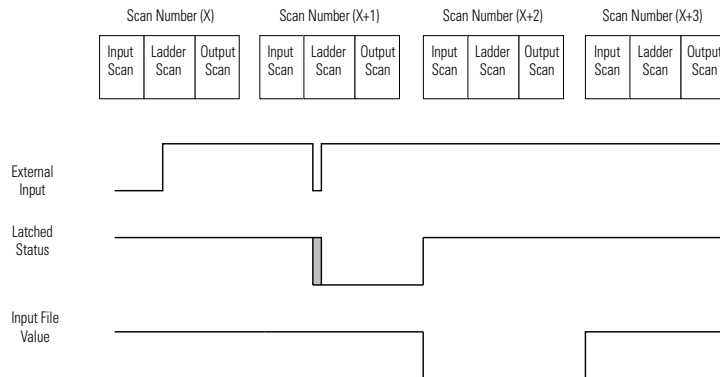 Scan Number (X)
Scan Number (X+1)
Scan Number (X+2)
Scan Number (X+3)
Input
Scan
Ladder
Scan
Output
Scan
Input
Scan
Ladder
Scan
Output
Scan
Input
Scan
Ladder
Scan
Output
Scan
Input
Scan
Ladder
Scan
Output
Scan
External
Input
Latched
Status
Input File
Value